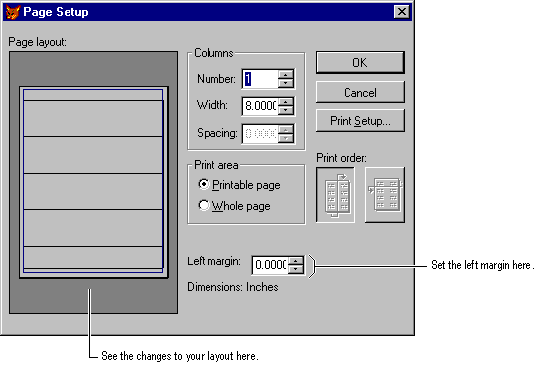 Page Setup
Page layout:
Columns
Number: 1
Width: 8.0000
Spacing: 0.0000
OK
Cancel
Print Setup...
Print area
Printable page
Whole page
Print order:
Left margin: 0.0000
Dimensions: Inches
Set the left margin here.
See the changes to your layout here.